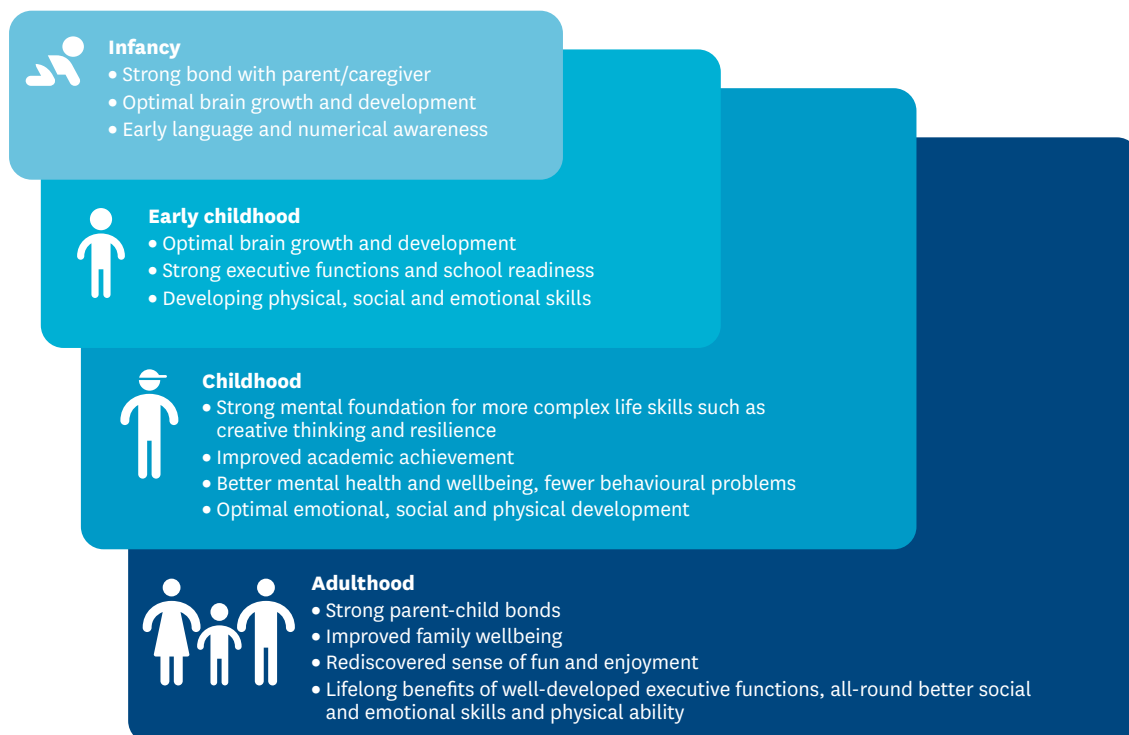 Infancy
• Strong bond with parent/caregiver
• Optimal brain growth and development
• Early language and numerical awareness
Early childhood
• Optimal brain growth and development
• Strong executive functions and school readiness
• Developing physical, social and emotional skills
Childhood
• Strong mental foundation for more complex life skills such as
creative thinking and resilience
• Improved academic achievement
• Better mental health and wellbeing, fewer behavioural problems
• Optimal emotional, social and physical development
Adulthood
• Strong parent-child bonds
• Improved family wellbeing
• Rediscovered sense of fun and enjoyment
• Lifelong benefits of well-developed executive functions, all-round better social
and emotional skills and physical ability